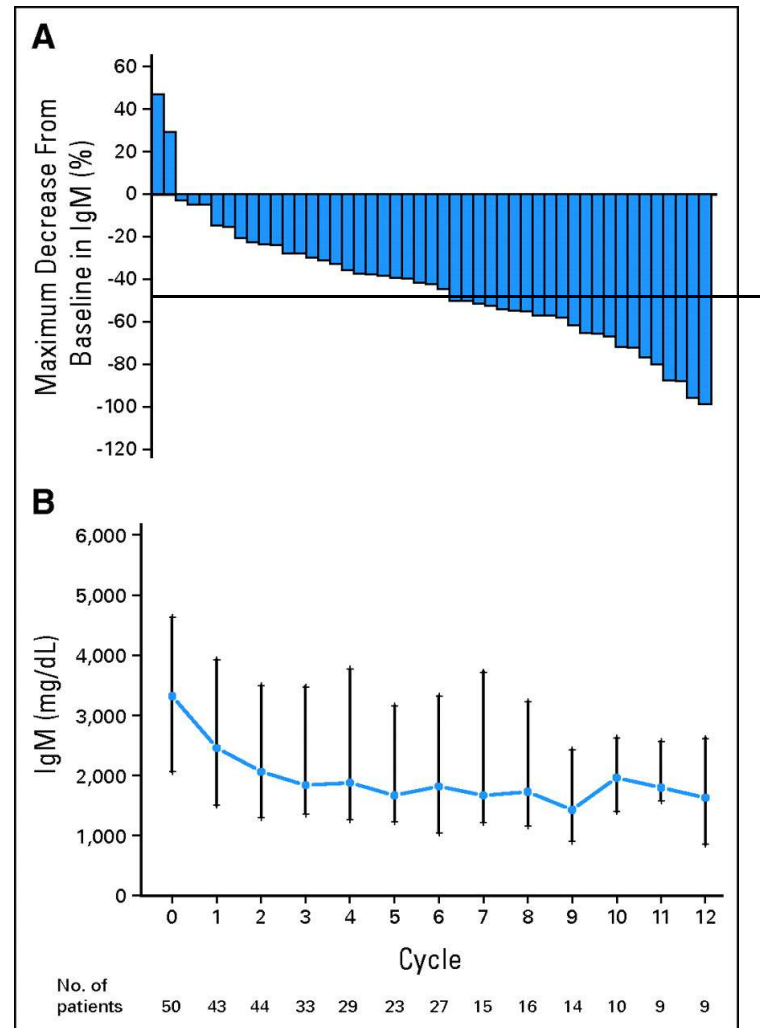 A
Maximum Decrease From
Baseline in IgM (%)
60
40
20
0
-20
-40
-60
-80
-100
-120
B
IgM (mg/dL)
6,000
5,000
4,000
3,000
2,000
1,000
0
0 1 2 3 4 5 6 7 8 9 10 11 12
Cycle
No. of
patients 50 43 44 33 29 23 27 15 16 14 10 9 9